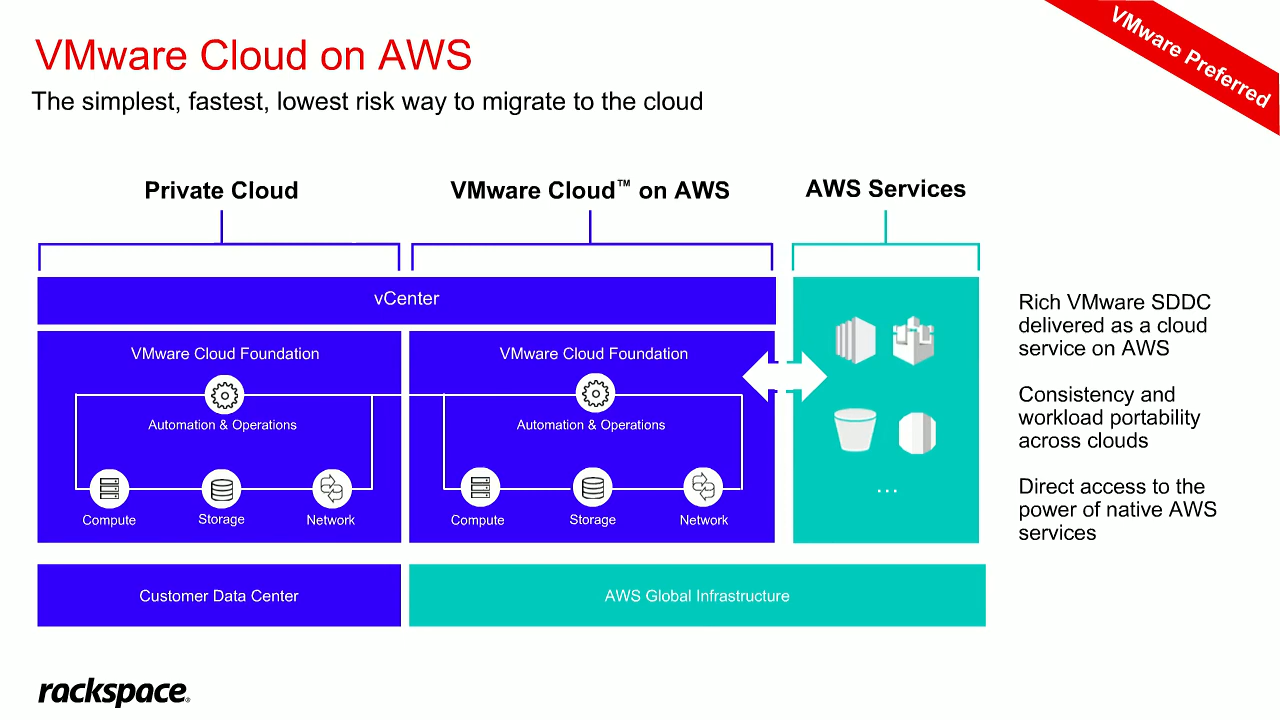 VMware Cloud on AWS
The simplest, fastest, lowest risk way to migrate to the cloud
VMware Preferred
Private Cloud
VMware Cloud™ on AWS
AWS Services
vCenter
VMware Cloud Foundation
Automation & Operations
Compute
Storage
Network
VMware Cloud Foundation
Automation & Operations
Compute
Storage
Network
...
Rich VMware SDDC
delivered as a cloud
service on AWS
Consistency and
workload portability
across clouds
Direct access to the
power of native AWS
services
Customer Data Center
AWS Global Infrastructure
rackspace®